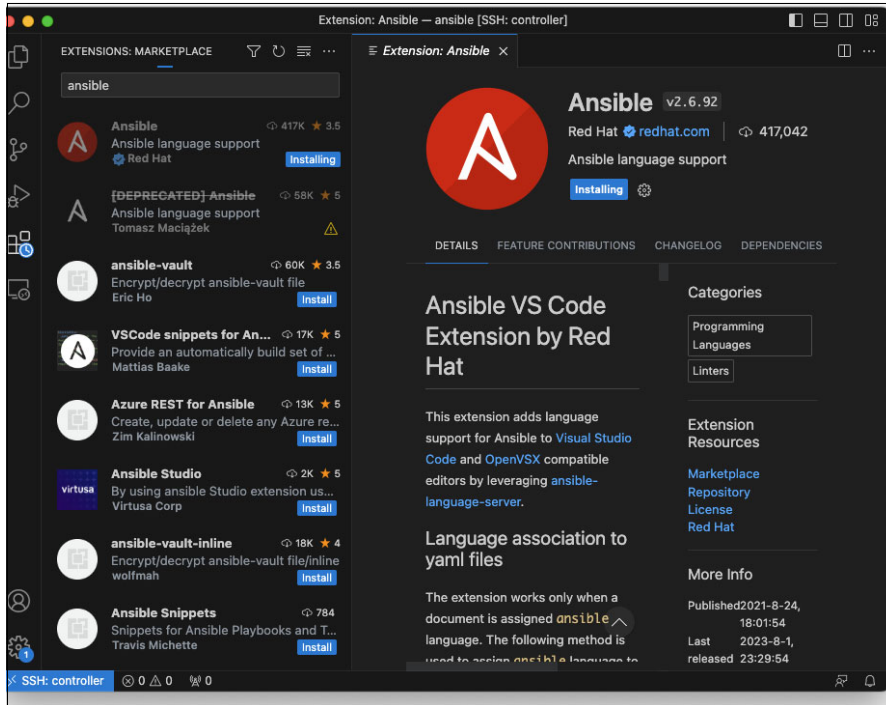 Extension: Ansible — ansible [SSH: controller]
EXTENSIONS: MARKETPLACE
ansible
Ansible 417K ★ 3.5
Ansible language support
Red Hat Installing
[DEPRECATED] Ansible 58K ★ 5
Ansible language support
Tomasz Maciążek
ansible-vault 60K ★ 3.5
Encrypt/decrypt ansible-vault file
Eric Ho Install
VSCode snippets for An... 17K ★ 5
Provide an automatically build set of ...
Mattias Baake Install
Azure REST for Ansible 13K ★ 5
Create, update or delete any Azure re...
Zim Kalinowski Install
virtusa
Ansible Studio 2K ★ 5
By using ansible Studio extension us...
Virtusa Corp Install
ansible-vault-inline 18K ★ 4
Encrypt/decrypt ansible-vault file/inline
wolfmah Install
Ansible Snippets 784
Snippets for Ansible Playbooks and T...
Travis Michette Install
1
Extension: Ansible ×
Ansible v2.6.92
Red Hat redhat.com 417,042
Ansible language support
Installing
DETAILS FEATURE CONTRIBUTIONS CHANGELOG DEPENDENCIES
Ansible VS Code
Extension by Red
Hat
This extension adds language
support for Ansible to Visual Studio
Code and OpenVSX compatible
editors by leveraging ansible-
language-server.
Language association to
yaml files
The extension works only when a
document is assigned ansible
language. The following method is
used to assign ansible language to
Categories
Programming
Languages
Linters
Extension
Resources
Marketplace
Repository
License
Red Hat
More Info
Published 2021-8-24,
18:01:54
Last 2023-8-1,
released 23:29:54
SSH: controller 0 0 0